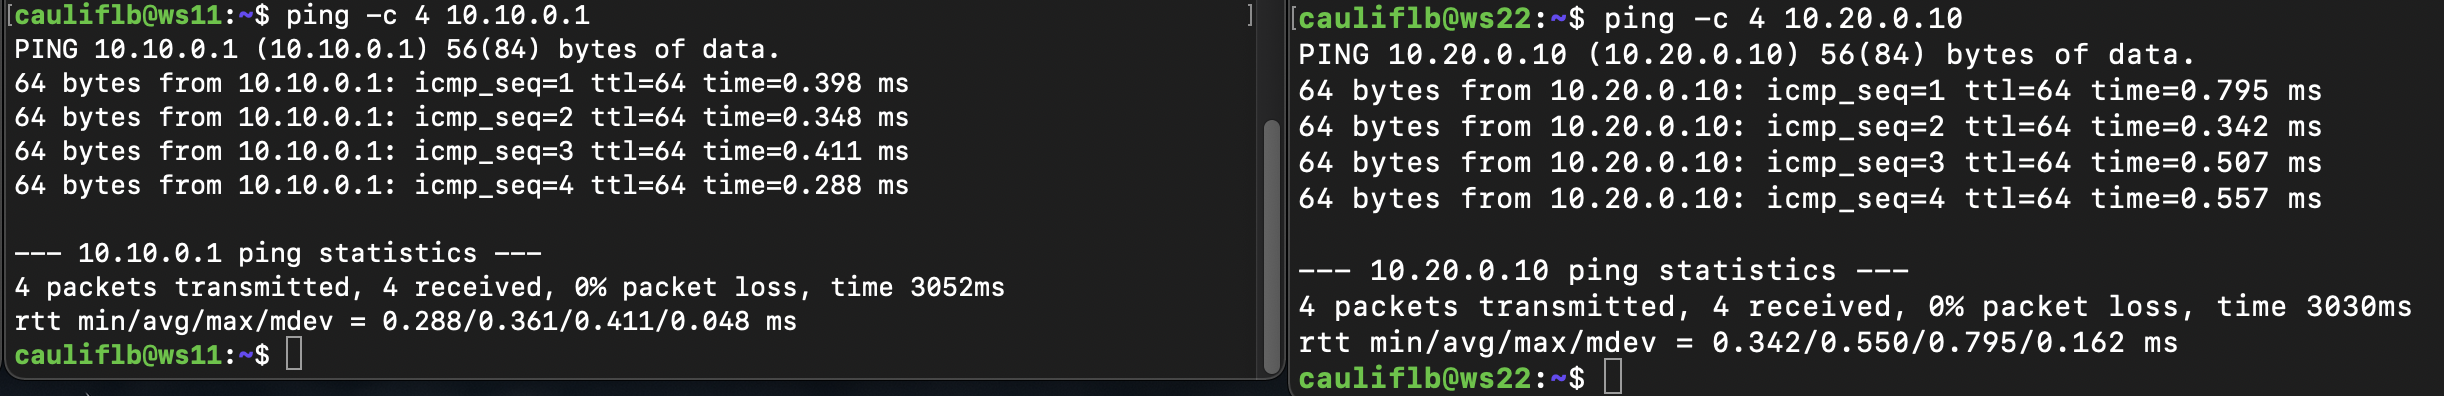 [cauliflb@ws11:~$ ping -c 4 10.10.0.1 ]
PING 10.10.0.1 (10.10.0.1) 56(84) bytes of data.
64 bytes from 10.10.0.1: icmp_seq=1 ttl=64 time=0.398 ms
64 bytes from 10.10.0.1: icmp_seq=2 ttl=64 time=0.348 ms
64 bytes from 10.10.0.1: icmp_seq=3 ttl=64 time=0.411 ms
64 bytes from 10.10.0.1: icmp_seq=4 ttl=64 time=0.288 ms
--- 10.10.0.1 ping statistics ---
4 packets transmitted, 4 received, 0% packet loss, time 3052ms
rtt min/avg/max/mdev = 0.288/0.361/0.411/0.048 ms
cauliflb@ws11:~$
[cauliflb@ws22:~$ ping -c 4 10.20.0.10
PING 10.20.0.10 (10.20.0.10) 56(84) bytes of data.
64 bytes from 10.20.0.10: icmp_seq=1 ttl=64 time=0.795 ms
64 bytes from 10.20.0.10: icmp_seq=2 ttl=64 time=0.342 ms
64 bytes from 10.20.0.10: icmp_seq=3 ttl=64 time=0.507 ms
64 bytes from 10.20.0.10: icmp_seq=4 ttl=64 time=0.557 ms
--- 10.20.0.10 ping statistics ---
4 packets transmitted, 4 received, 0% packet loss, time 3030ms
rtt min/avg/max/mdev = 0.342/0.550/0.795/0.162 ms
cauliflb@ws22:~$